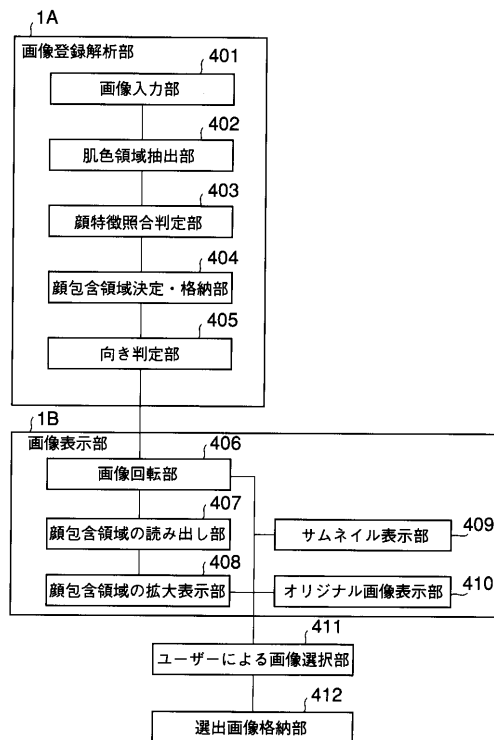 1A
画像登録解析部
401
画像入力部
402
肌色領域抽出部
403
顔特徴照合判定部
404
顔包含領域決定・格納部
405
向き判定部
1B
画像表示部
406
画像回転部
407
顔包含領域の読み出し部
サムネイル表示部
409
408
顔包含領域の拡大表示部
オリジナル画像表示部
410
411
ユーザーによる画像選択部
412
選出画像格納部